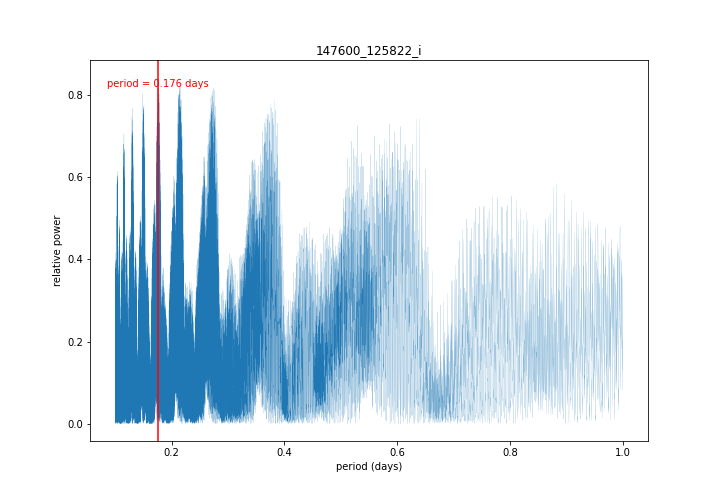 147600_125822_i
period = 0.176 days
relative power
0.8
0.6
0.4
0.2
0.0
0.2 0.4 0.6 0.8 1.0
period (days)